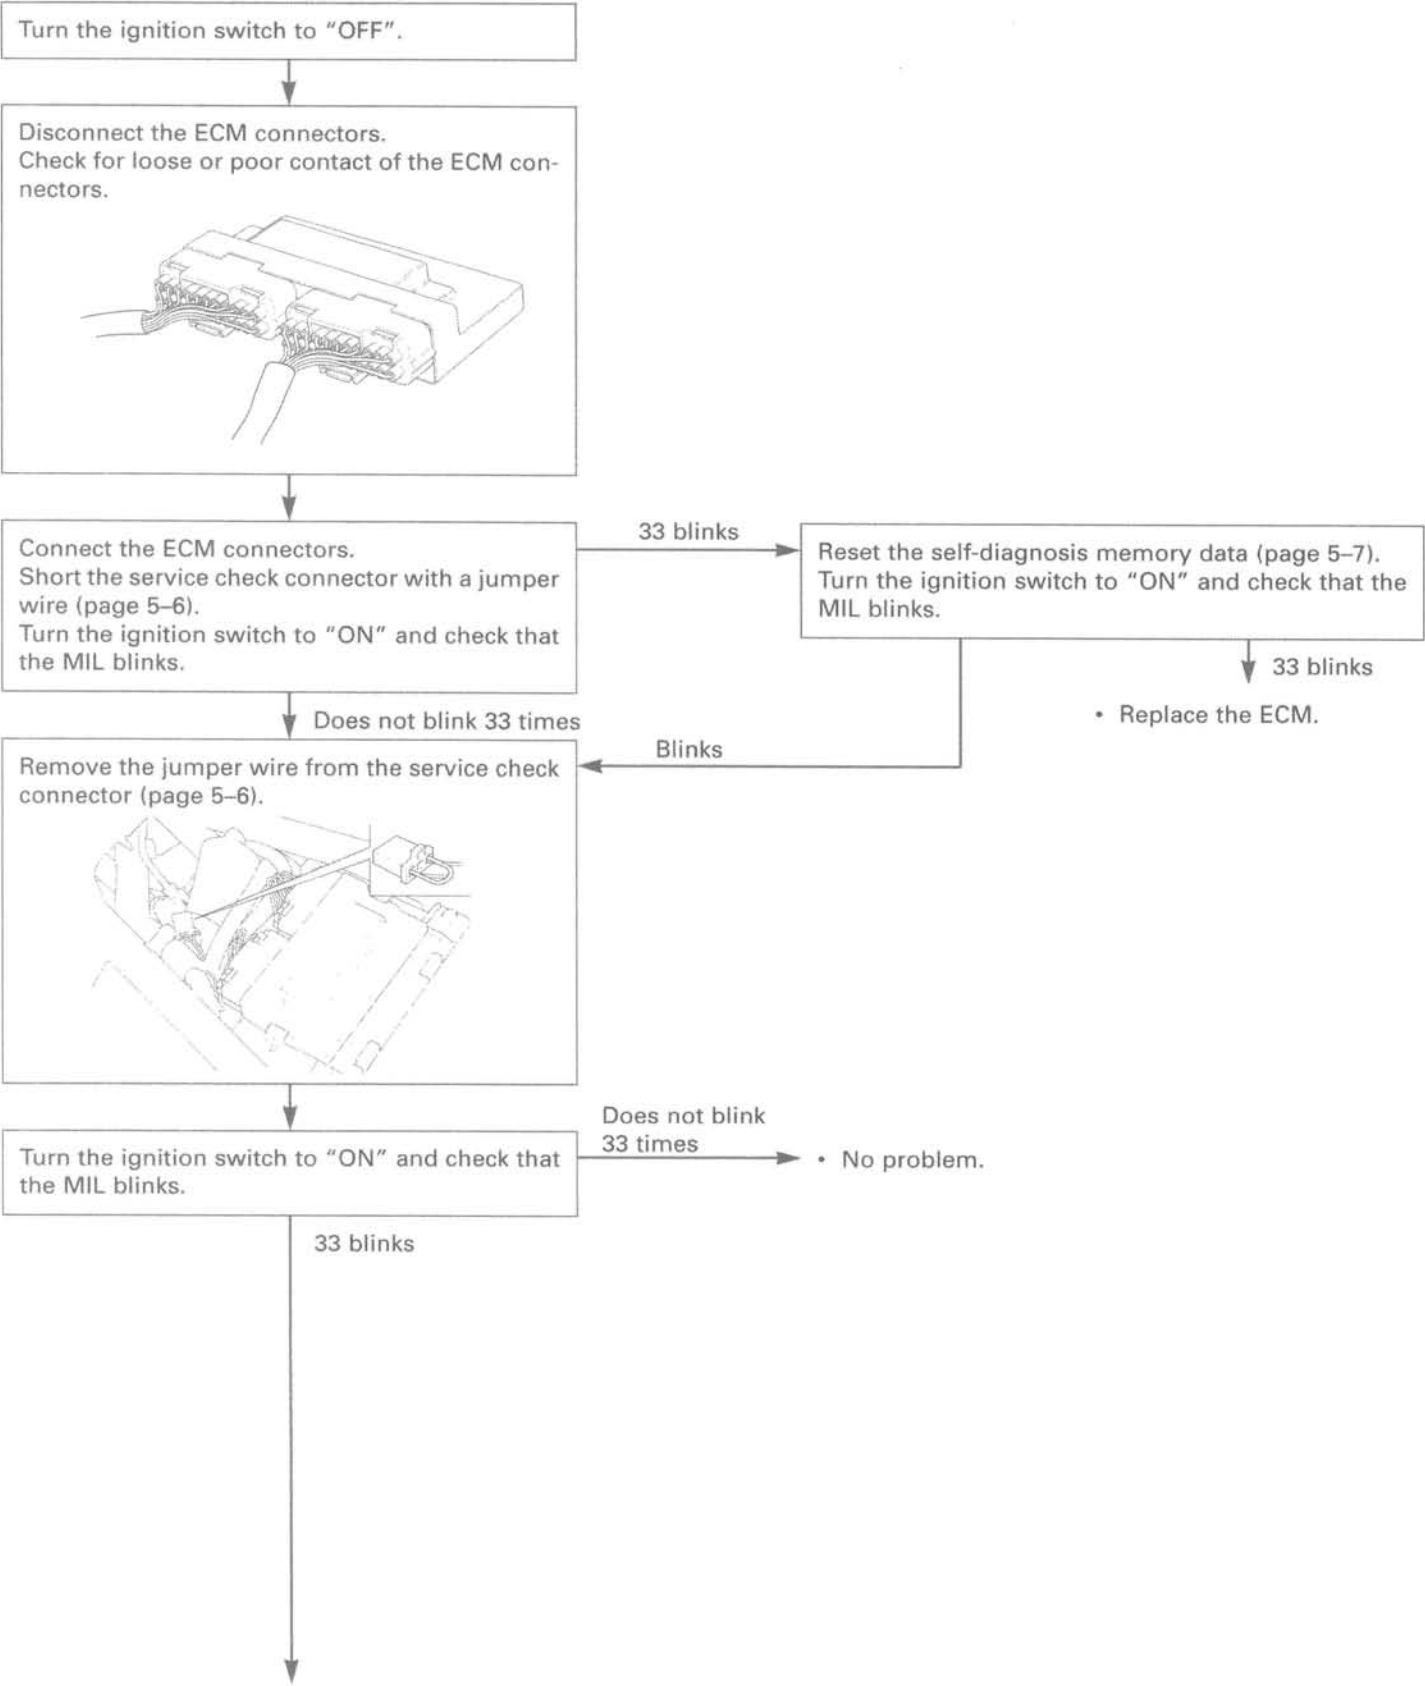 Turn the ignition switch to “OFF”.
Disconnect the ECM connectors.
Check for loose or poor contact of the ECM con-
nectors.
Connect the ECM connectors.
Short the service check connector with a jumper
wire (page 5–6).
Turn the ignition switch to “ON” and check that
the MIL blinks.
33 blinks
Reset the self-diagnosis memory data (page 5–7).
Turn the ignition switch to “ON” and check that the
MIL blinks.
33 blinks
• Replace the ECM.
Does not blink 33 times
Blinks
Remove the jumper wire from the service check
connector (page 5–6).
Turn the ignition switch to “ON” and check that
the MIL blinks.
Does not blink
33 times
• No problem.
33 blinks